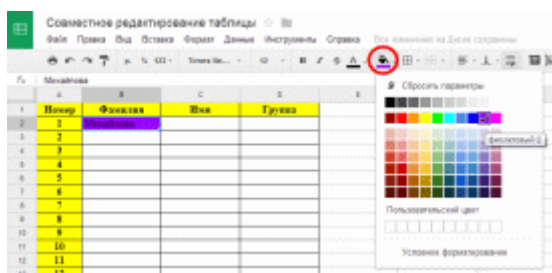 Совместное редактирование таблицы
Файл Правка Вид Вставка Формат Данные Инструменты Справка Все изменения на Диске сохранены
fx Михайлова
Сбросить параметры
Номер Фамилия Имя Группа
1 Михайлова
2
3
4
5
6
7
8
9
10
11
фиолетовый
Пользовательский цвет
Условное форматирование